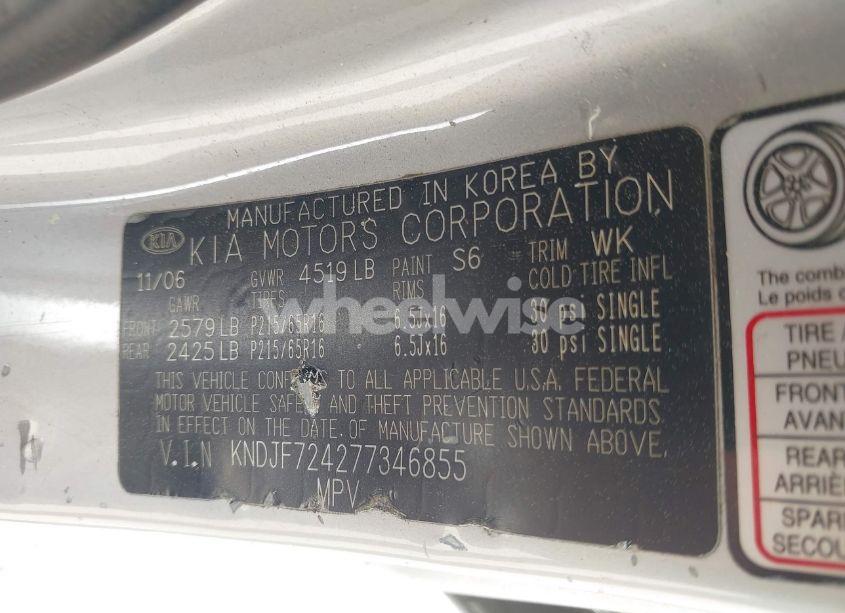 MANUFACTURED IN KOREA BY
KIA KIA MOTORS CORPORATION
11/06 GVWR 4519 LB PAINT S6 TRIM WK
GAWR TIRES RIMS COLD TIRE INFL
FRONT 2579 LB P215/65R16 6.5Jx16 30 psi SINGLE
REAR 2425 LB P215/65R16 6.5Jx16 30 psi SINGLE
THIS VEHICLE TO ALL APPLICABLE U.S.A. FEDERAL
MOTOR VEHICLE AND THEFT PREVENTION STANDARDS
IN EFFECT ON THE DATE OF MANUFACTURE SHOWN ABOVE.
V.I.N KNDJF724277346855
MPV
wheelwise
The comb
Le poids
TIRE /
PNEU
FRONT
AVAN
REAR
ARRIÈ
SPAR
SECOU